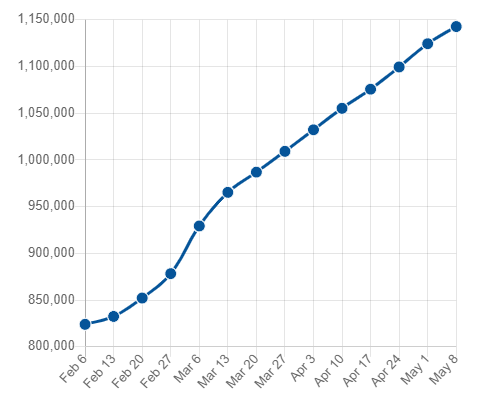 1,150,000
1,100,000
1,050,000
1,000,000
950,000
900,000
850,000
800,000
Feb 6
Feb 13
Feb 20
Feb 27
Mar 6
Mar 13
Mar 20
Mar 27
Apr 3
Apr 10
Apr 17
Apr 24
May 1
May 8